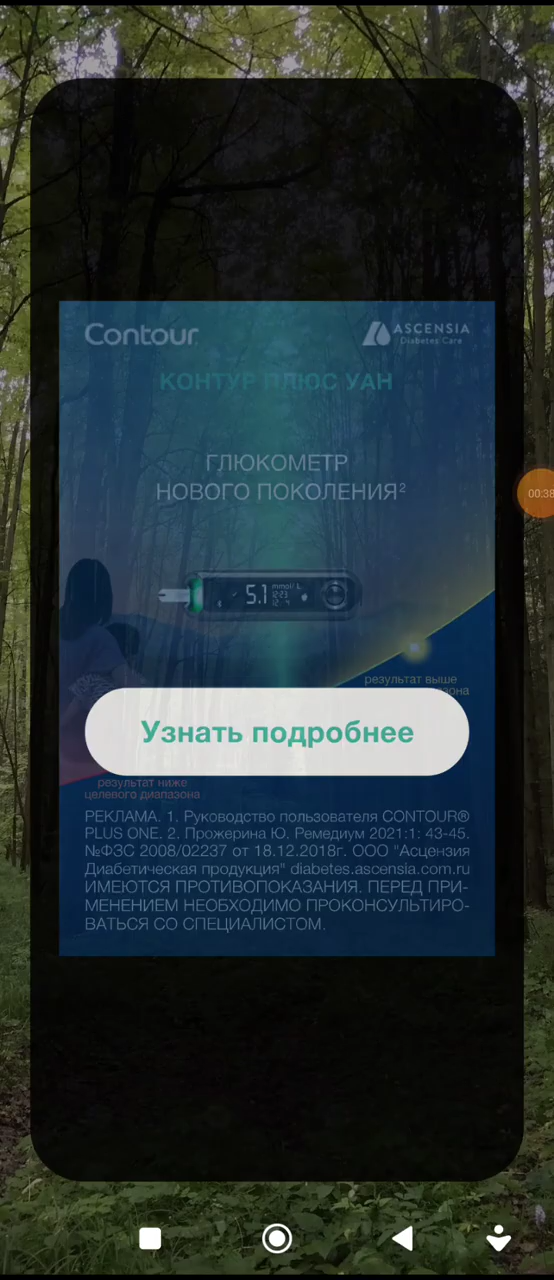 Contour
ASCENSIA
Diabetes Care
КОНТУР ПЛЮС УАН
ГЛЮКОМЕТР
НОВОГО ПОКОЛЕНИЯ²
00:38
5.1 mmol/L
12:23
12.4
результат выше
зона
Узнать подробнее
результат ниже
целевого диапазона
РЕКЛАМА. 1. Руководство пользователя CONTOUR®
PLUS ONE. 2. Прожерина Ю. Ремедиум 2021:1: 43-45.
№ФЗС 2008/02237 от 18.12.2018г. ООО "Асцензия
Диабетическая продукция" diabetes.ascensia.com.ru
ИМЕЮТСЯ ПРОТИВОПОКАЗАНИЯ. ПЕРЕД ПРИ-
МЕНЕНИЕМ НЕОБХОДИМО ПРОКОНСУЛЬТИРО-
ВАТЬСЯ СО СПЕЦИАЛИСТОМ.